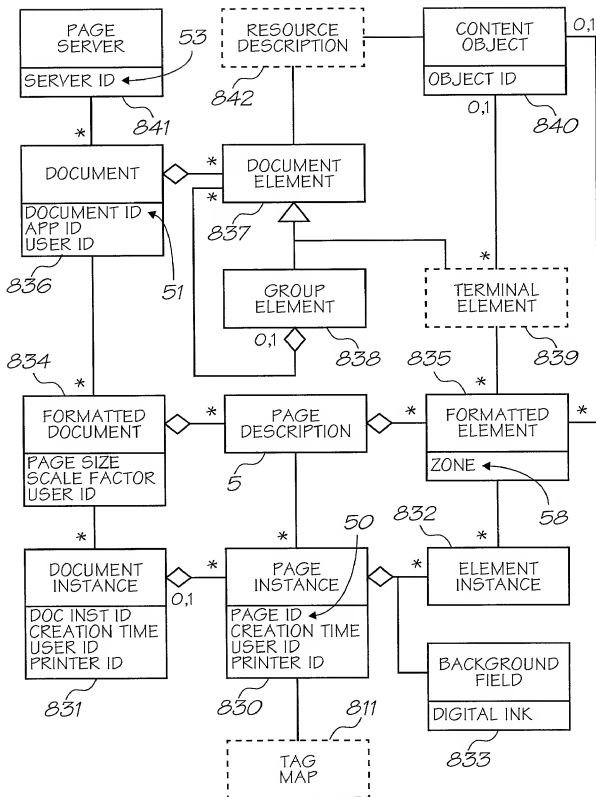 PAGE
SERVER
SERVER ID
53
841
*
RESOURCE
DESCRIPTION
842
CONTENT
OBJECT
OBJECT ID
0,1
0,1
840
DOCUMENT
DOCUMENT ID
APP ID
USER ID
836
51
*
*
DOCUMENT
ELEMENT
837
GROUP
ELEMENT
0,1
838
*
TERMINAL
ELEMENT
839
834
*
FORMATTED
DOCUMENT
PAGE SIZE
SCALE FACTOR
USER ID
*
PAGE
DESCRIPTION
5
835
*
*
FORMATTED
ELEMENT
*
ZONE
58
*
DOCUMENT
INSTANCE
0,1
DOC INST ID
CREATION TIME
USER ID
PRINTER ID
831
*
*
50
PAGE
INSTANCE
PAGE ID
CREATION TIME
USER ID
PRINTER ID
830
832
*
*
ELEMENT
INSTANCE
BACKGROUND
FIELD
DIGITAL INK
833
811
TAG
MAP